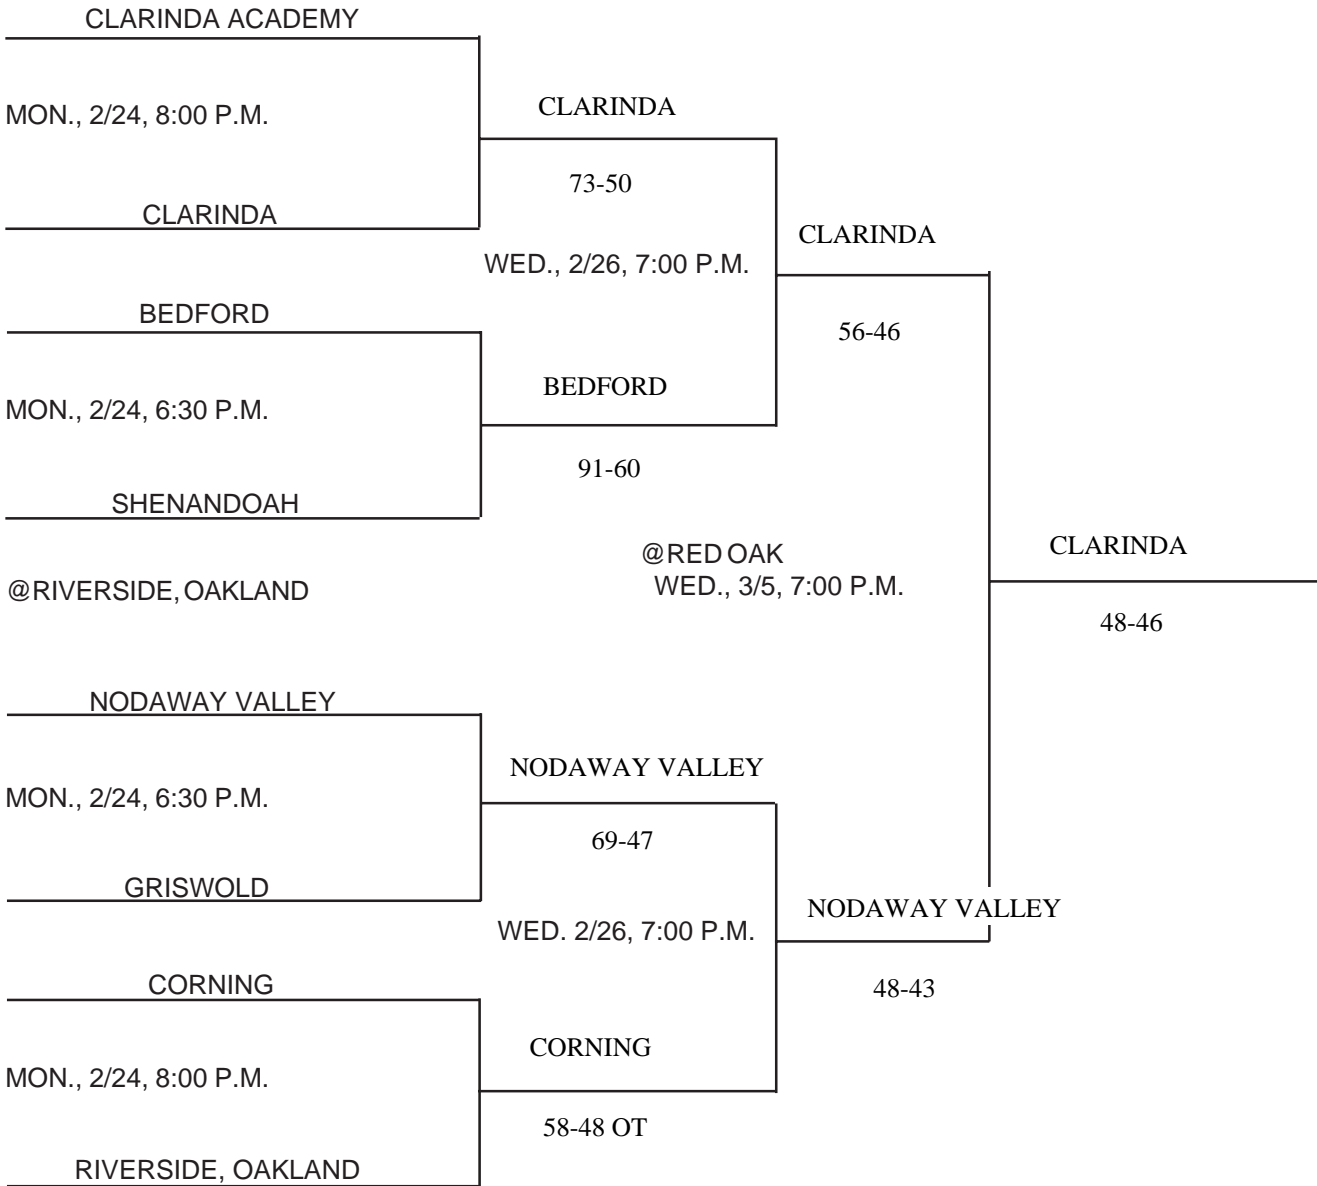 CLARINDA ACADEMY
MON., 2/24, 8:00 P.M.
CLARINDA
73-50
CLARINDA
CLARINDA
WED., 2/26, 7:00 P.M.
BEDFORD
56-46
BEDFORD
MON., 2/24, 6:30 P.M.
91-60
SHENANDOAH
@RED OAK
WED., 3/5, 7:00 P.M.
CLARINDA
@RIVERSIDE, OAKLAND
48-46
NODAWAY VALLEY
NODAWAY VALLEY
MON., 2/24, 6:30 P.M.
69-47
GRISWOLD
NODAWAY VALLEY
WED. 2/26, 7:00 P.M.
CORNING
48-43
CORNING
MON., 2/24, 8:00 P.M.
58-48 OT
RIVERSIDE, OAKLAND